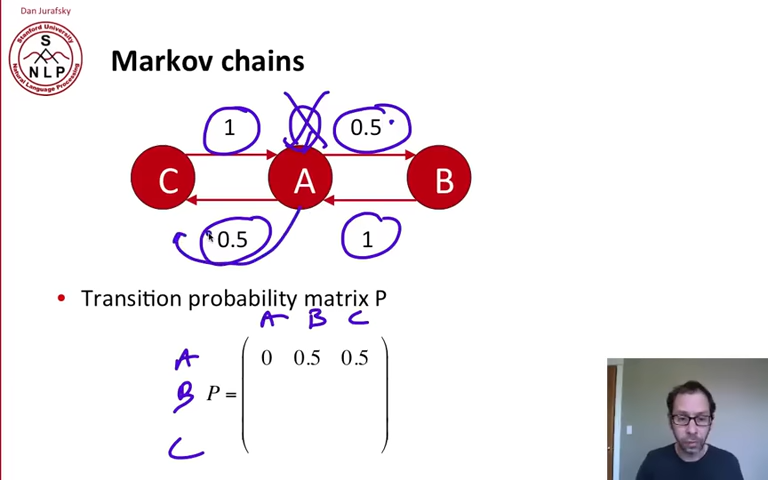 Dan Jurafsky
Stanford University
S
NLP
Natural Language Processing
Markov chains
1 0.5
C A B
0.5 1
• Transition probability matrix P
A B C
A 0 0.5 0.5
B P =
C